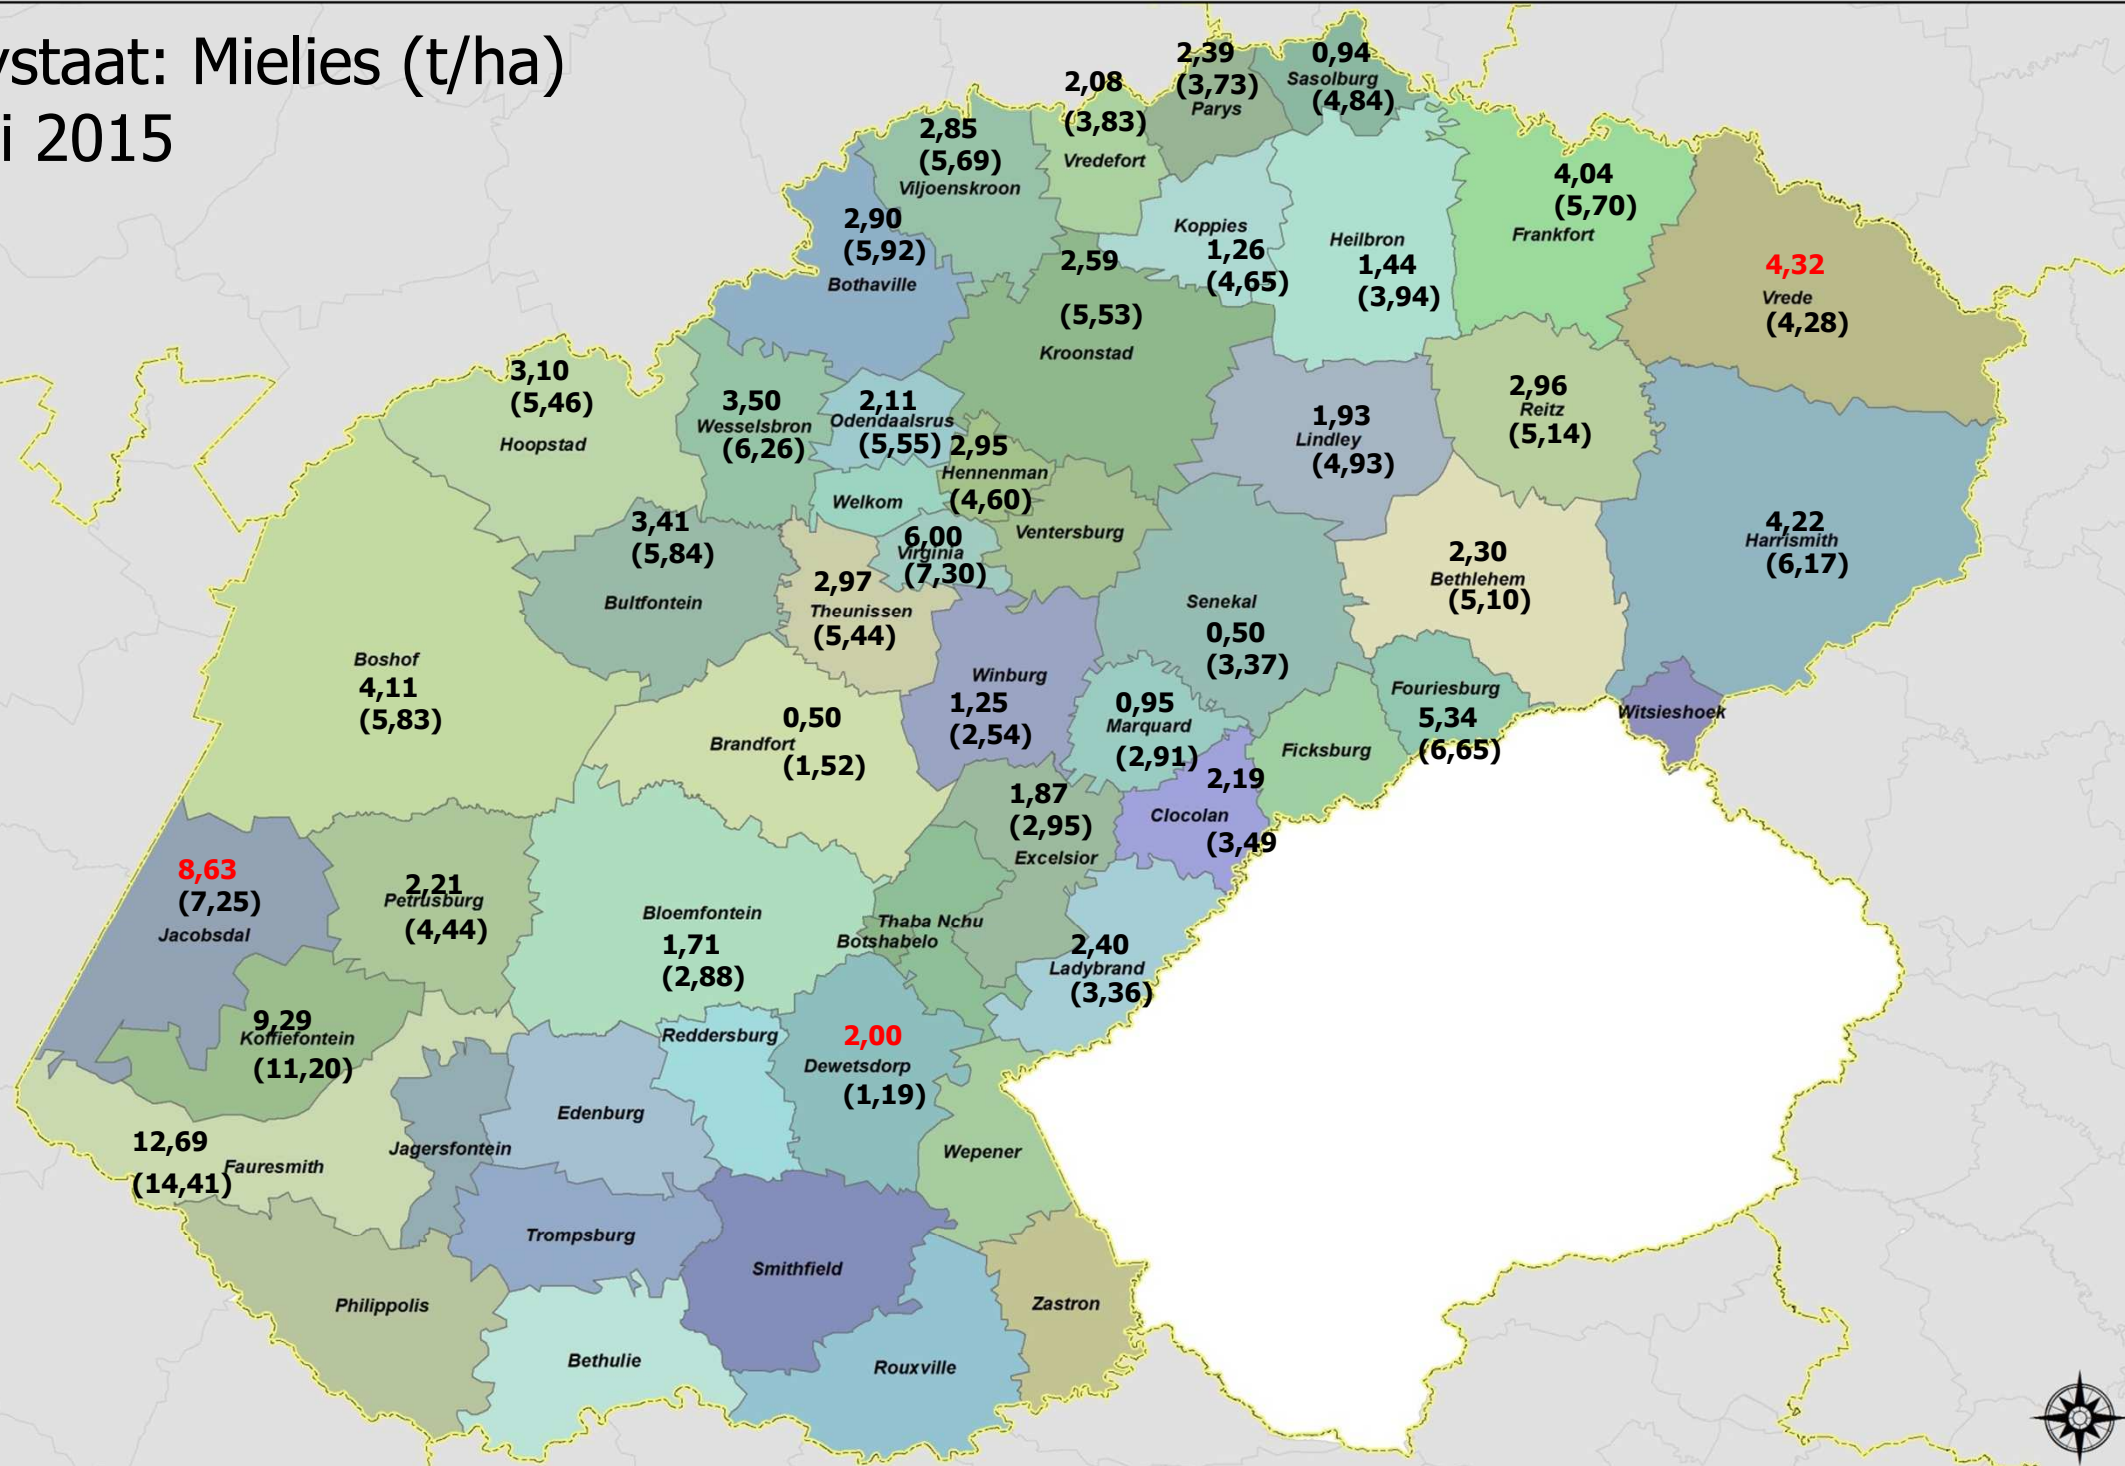 ystaat: Mielies (t/ha)
i 2015
2,39
(3,73)
Parys
0,94
Sasolburg
(4,84)
2,08
(3,83)
Vredefort
2,85
(5,69)
Viljoenskroon
4,04
(5,70)
Frankfort
2,90
(5,92)
Bothaville
Koppies
1,26
(4,65)
Heilbron
1,44
(3,94)
4,32
Vrede
(4,28)
2,59
(5,53)
Kroonstad
3,10
(5,46)
Hoopstad
3,50
Wesselsbron
(6,26)
2,11
Odendaalsrus
(5,55)
2,95
Hennenman
(4,60)
1,93
Lindley
(4,93)
2,96
Reitz
(5,14)
Welkom
Ventersburg
3,41
(5,84)
Bultfontein
6,00
Virginia
(7,30)
2,97
Theunissen
(5,44)
2,30
Bethlehem
(5,10)
4,22
Harrismith
(6,17)
Senekal
0,50
(3,37)
Boshof
4,11
(5,83)
Winburg
1,25
(2,54)
0,95
Marquard
(2,91)
Fouriesburg
5,34
(6,65)
Witsieshoek
0,50
Brandfort
(1,52)
Ficksburg
2,19
Clocolan
(3,49
1,87
(2,95)
Excelsior
8,63
(7,25)
Jacobsdal
2,21
Petrusburg
(4,44)
Bloemfontein
1,71
(2,88)
Thaba Nchu
Botshabelo
2,40
Ladybrand
(3,36)
9,29
Koffiefontein
(11,20)
Reddersburg
2,00
Dewetsdorp
(1,19)
Edenburg
12,69
Fauresmith
(14,41)
Jagersfontein
Wepener
Trompsburg
Smithfield
Philippolis
Zastron
Bethulie
Rouxville